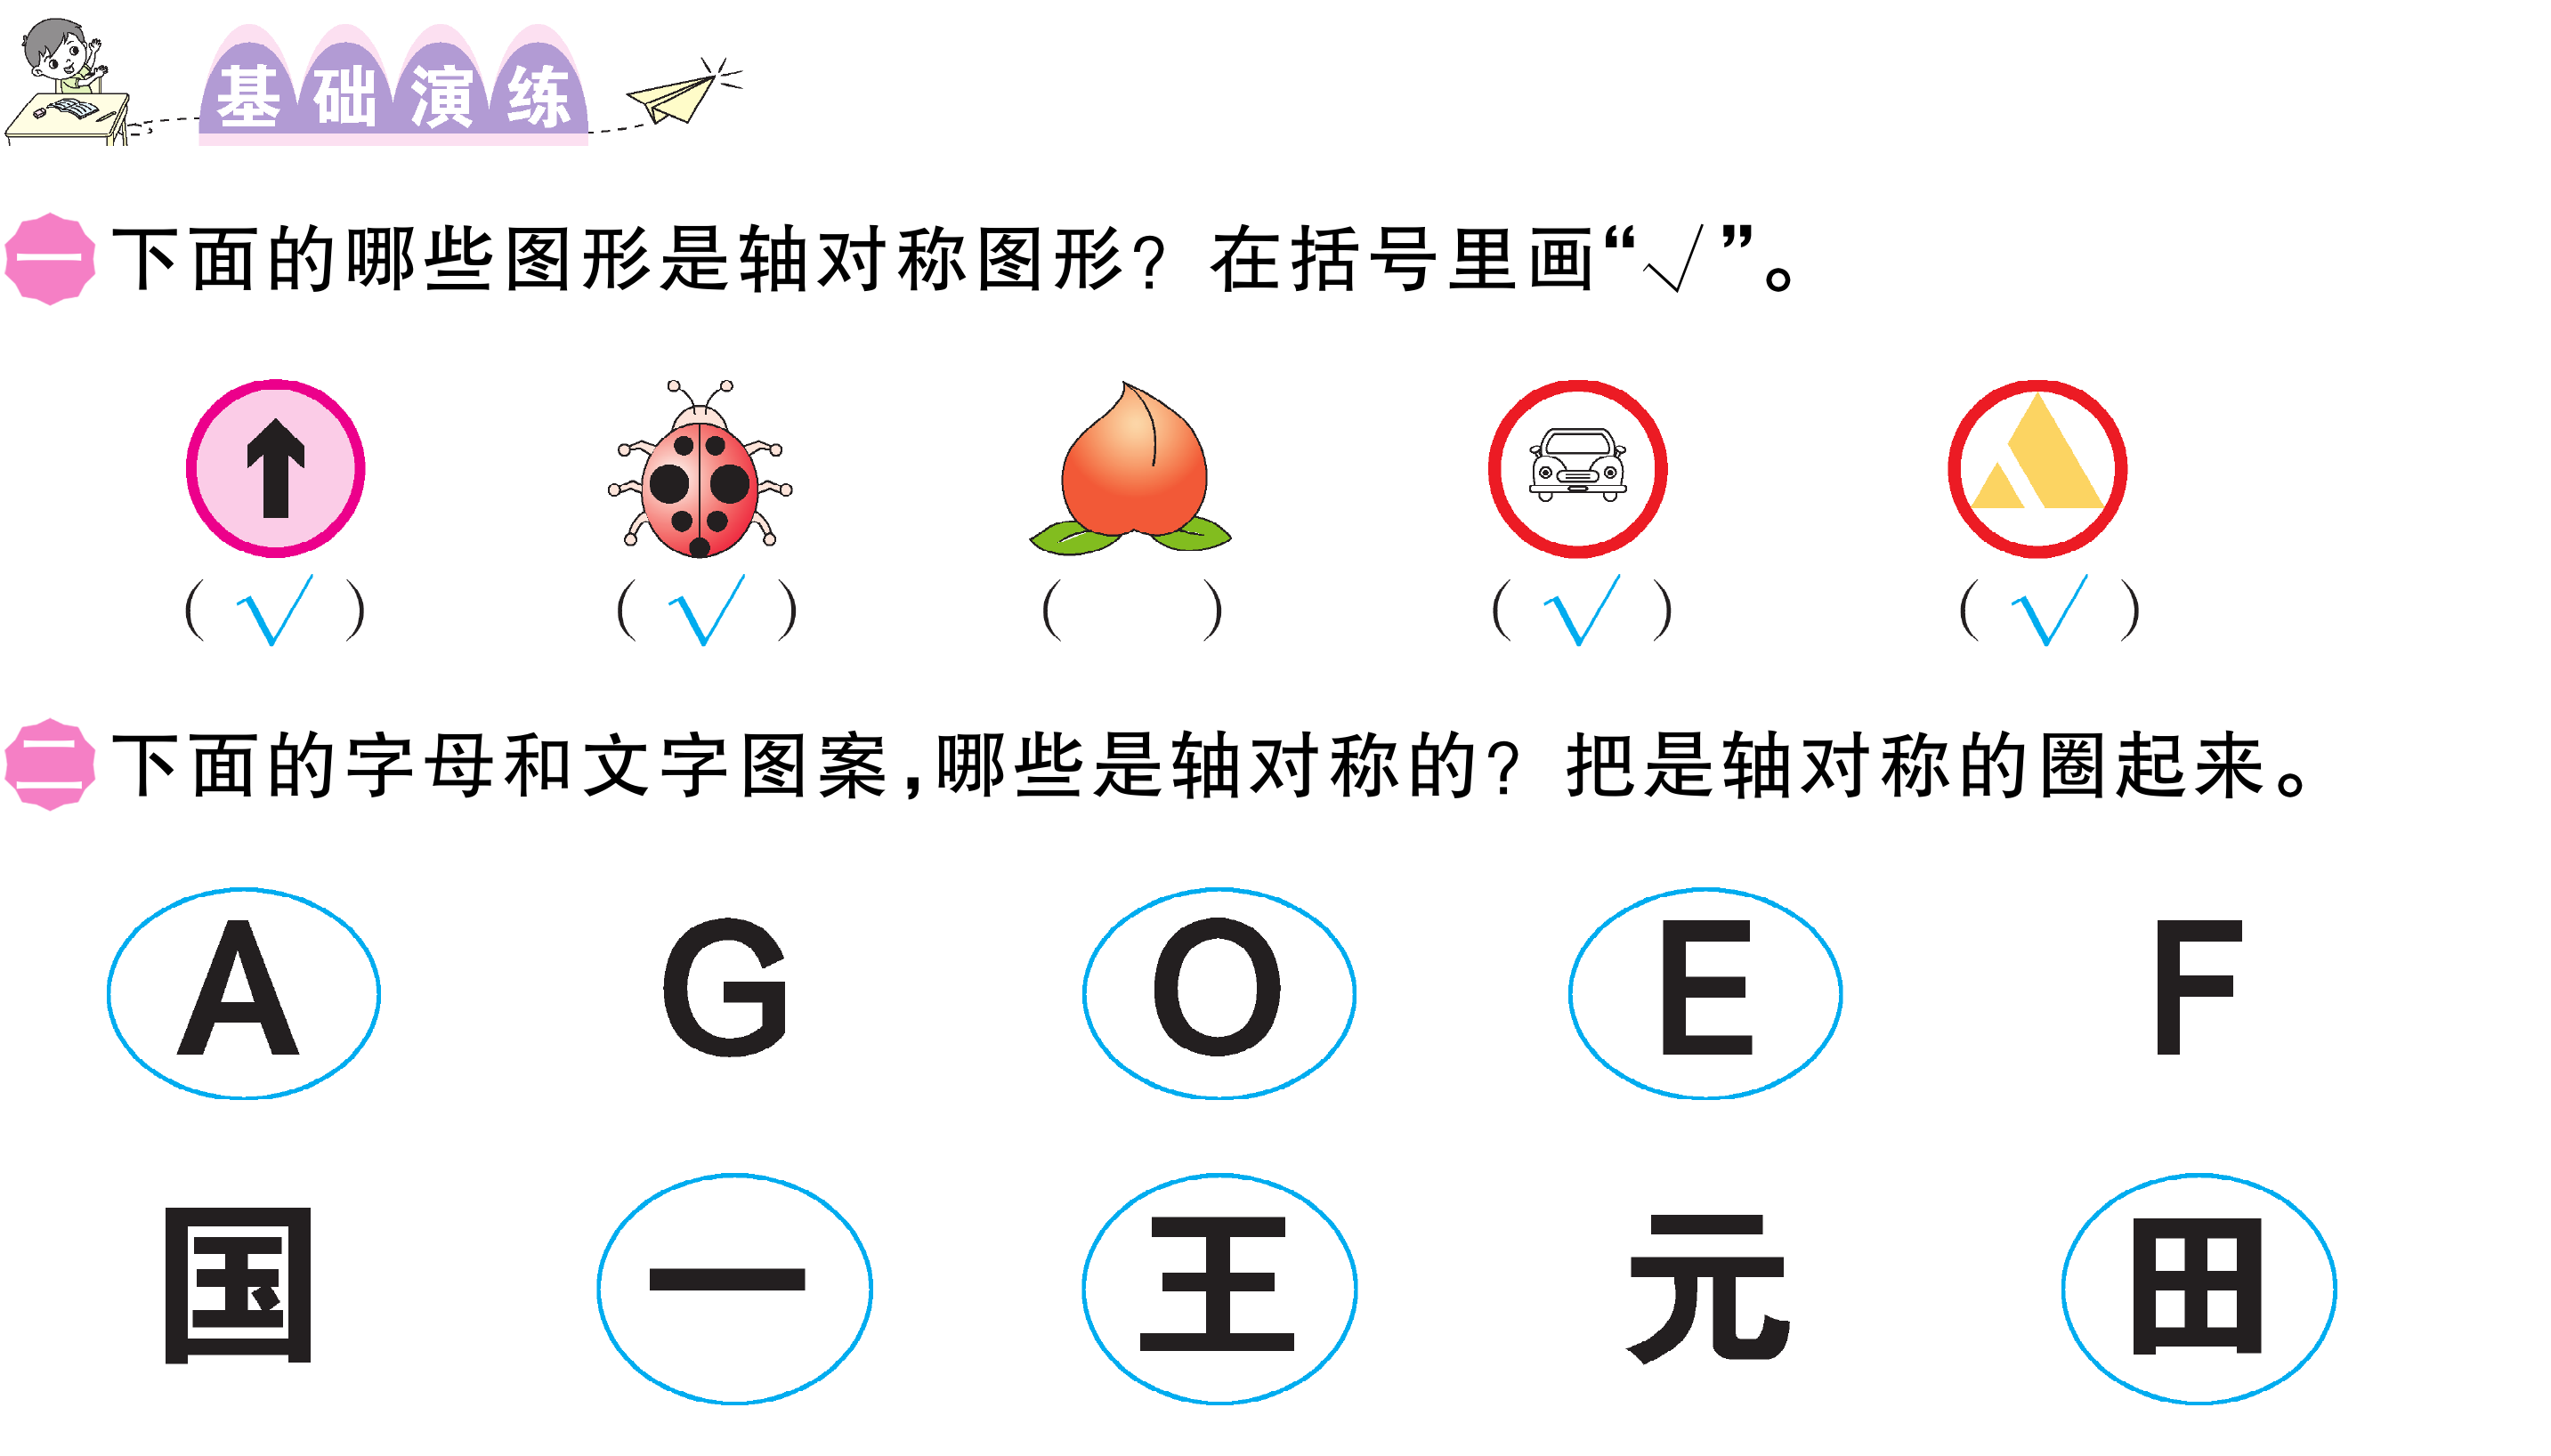 基础演练
一 下面的哪些图形是轴对称图形？在括号里画“√”。
（ √ ） （ √ ） （ ） （ √ ） （ √ ）
二 下面的字母和文字图案，哪些是轴对称的？把是轴对称的圈起来。
A G O E F
国 一 王 元 田